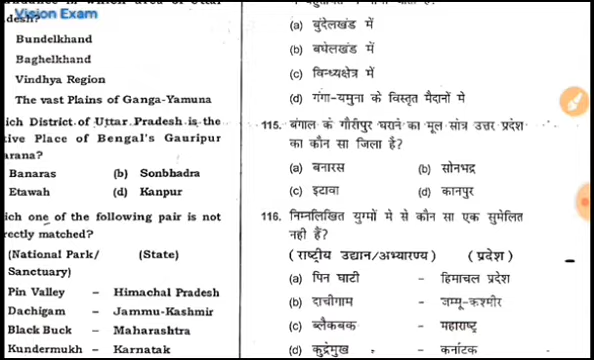 Vision Exam
desh?
Bundelkhand
Baghelkhand
Vindhya Region
The vast Plains of Ganga-Yamuna
ich District of Uttar Pradesh is the
tive Place of Bengal's Gauripur
arana?
Banaras (b) Sonbhadra
Etawah (d) Kanpur
ich one of the following pair is not
rectly matched?
(National Park/ (State)
Sanctuary)
Pin Valley – Himachal Pradesh
Dachigam – Jammu-Kashmir
Black Buck – Maharashtra
Kundermukh – Karnatak
(a) बुंदेलखंड में
(b) बघेलखंड में
(c) विन्ध्यक्षेत्र में
(d) गंगा-यमुना के विस्तृत मैदानों मे
115. बंगाल के गौरीपुर घराने का मूल स्रोत उत्तर प्रदेश
का कौन सा जिला है?
(a) बनारस (b) सोनभद्र
(c) इटावा (d) कानपुर
116. निम्नलिखित युग्मों मे से कौन सा एक सुमेलित
नही हैं?
(राष्ट्रीय उद्यान/अभ्यारण्य) (प्रदेश)
(a) पिन घाटी – हिमाचल प्रदेश
(b) दाचीगाम – जम्मू-कश्मीर
(c) ब्लैकबक – महाराष्ट्र
(d) कुद्रंमुख – कर्नाटक